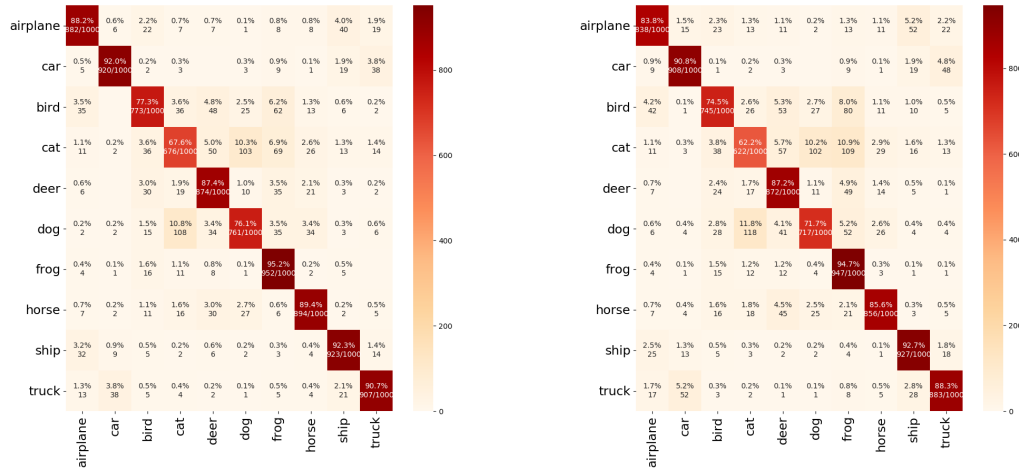 airplane 88.2% 0.6% 2.2% 0.7% 0.7% 0.1% 0.8% 0.8% 4.0% 1.9%
882/1000 6 22 7 7 1 8 8 40 19
car 0.5% 92.0% 0.2% 0.3% 0.3% 0.9% 0.1% 1.9% 3.8%
5 920/1000 2 3 3 9 1 19 38
bird 3.5% 77.3% 3.6% 4.8% 2.5% 6.2% 1.3% 0.6% 0.2%
35 773/1000 36 48 25 62 13 6 2
cat 1.1% 0.2% 3.6% 67.6% 5.0% 10.3% 6.9% 2.6% 1.3% 1.4%
11 2 36 676/1000 50 103 69 26 13 14
deer 0.6% 3.0% 1.9% 87.4% 1.0% 3.5% 2.1% 0.3% 0.2%
6 30 19 874/1000 10 35 21 3 2
dog 0.2% 0.2% 1.5% 10.8% 3.4% 76.1% 3.5% 3.4% 0.3% 0.6%
2 2 15 108 34 761/1000 35 34 3 6
frog 0.4% 0.1% 1.6% 1.1% 0.8% 0.1% 95.2% 0.2% 0.5%
4 1 16 11 8 1 952/1000 2 5
horse 0.7% 0.2% 1.1% 1.6% 3.0% 2.7% 0.6% 89.4% 0.2% 0.5%
7 2 11 16 30 27 6 894/1000 2 5
ship 3.2% 0.9% 0.5% 0.2% 0.6% 0.2% 0.3% 0.4% 92.3% 1.4%
32 9 5 2 6 2 3 4 923/1000 14
truck 1.3% 3.8% 0.5% 0.4% 0.2% 0.1% 0.5% 0.4% 2.1% 90.7%
13 38 5 4 2 1 5 4 21 907/1000
airplane car bird cat deer dog frog horse ship truck
800
600
400
200
0
airplane 83.8% 1.5% 2.3% 1.3% 1.1% 0.2% 1.3% 1.1% 5.2% 2.2%
838/1000 15 23 13 11 2 13 11 52 22
car 0.9% 90.8% 0.1% 0.2% 0.3% 0.9% 0.1% 1.9% 4.8%
9 908/1000 1 2 3 9 1 19 48
bird 4.2% 0.1% 74.5% 2.6% 5.3% 2.7% 8.0% 1.1% 1.0% 0.5%
42 1 745/1000 26 53 27 80 11 10 5
cat 1.1% 0.3% 3.8% 62.2% 5.7% 10.2% 10.9% 2.9% 1.6% 1.3%
11 3 38 622/1000 57 102 109 29 16 13
deer 0.7% 2.4% 1.7% 87.2% 1.1% 4.9% 1.4% 0.5% 0.1%
7 24 17 872/1000 11 49 14 5 1
dog 0.6% 0.4% 2.8% 11.8% 4.1% 71.7% 5.2% 2.6% 0.4% 0.4%
6 4 28 118 41 717/1000 52 26 4 4
frog 0.4% 0.1% 1.5% 1.2% 1.2% 0.4% 94.7% 0.3% 0.1% 0.1%
4 1 15 12 12 4 947/1000 3 1 1
horse 0.7% 0.4% 1.6% 1.8% 4.5% 2.5% 2.1% 85.6% 0.3% 0.5%
7 4 16 18 45 25 21 856/1000 3 5
ship 2.5% 1.3% 0.5% 0.3% 0.2% 0.2% 0.4% 0.1% 92.7% 1.8%
25 13 5 3 2 2 4 1 927/1000 18
truck 1.7% 5.2% 0.3% 0.2% 0.1% 0.1% 0.8% 0.5% 2.8% 88.3%
17 52 3 2 1 1 8 5 28 883/1000
airplane car bird cat deer dog frog horse ship truck
800
600
400
200
0